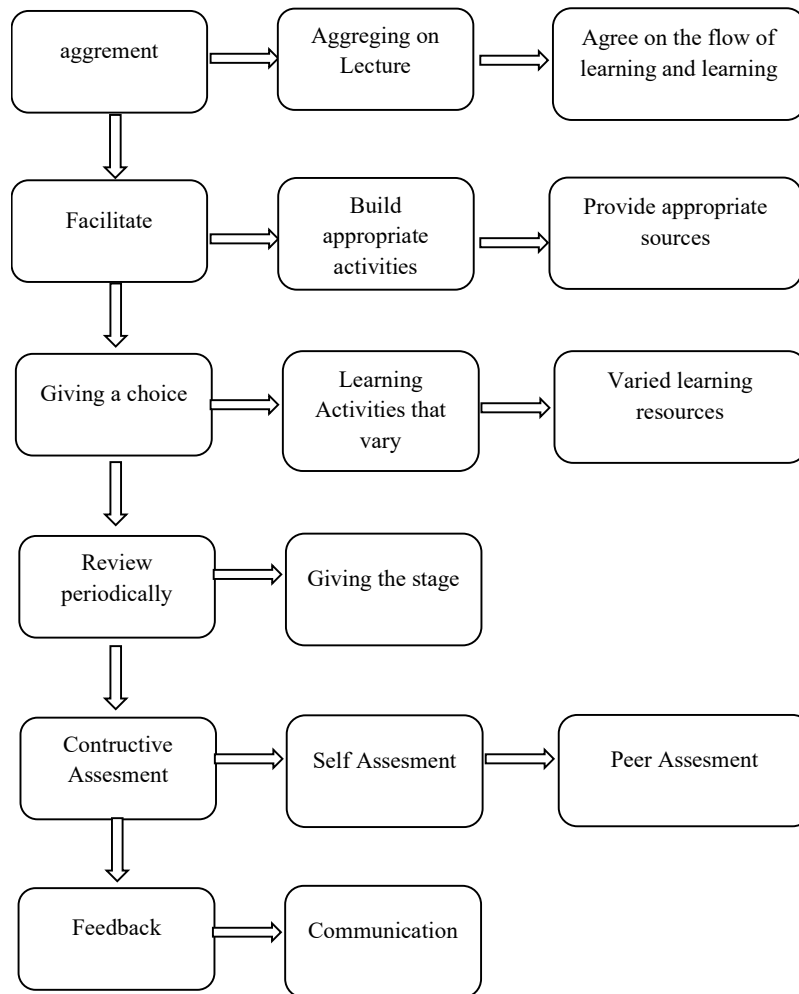 aggrement
Aggreging on
Lecture
Agree on the flow of
learning and learning
Facilitate
Build
appropriate
activities
Provide appropriate
sources
Giving a choice
Learning
Activities that
vary
Varied learning
resources
Review
periodically
Giving the stage
Contructive
Assesment
Self Assesment
Peer Assesment
Feedback
Communication